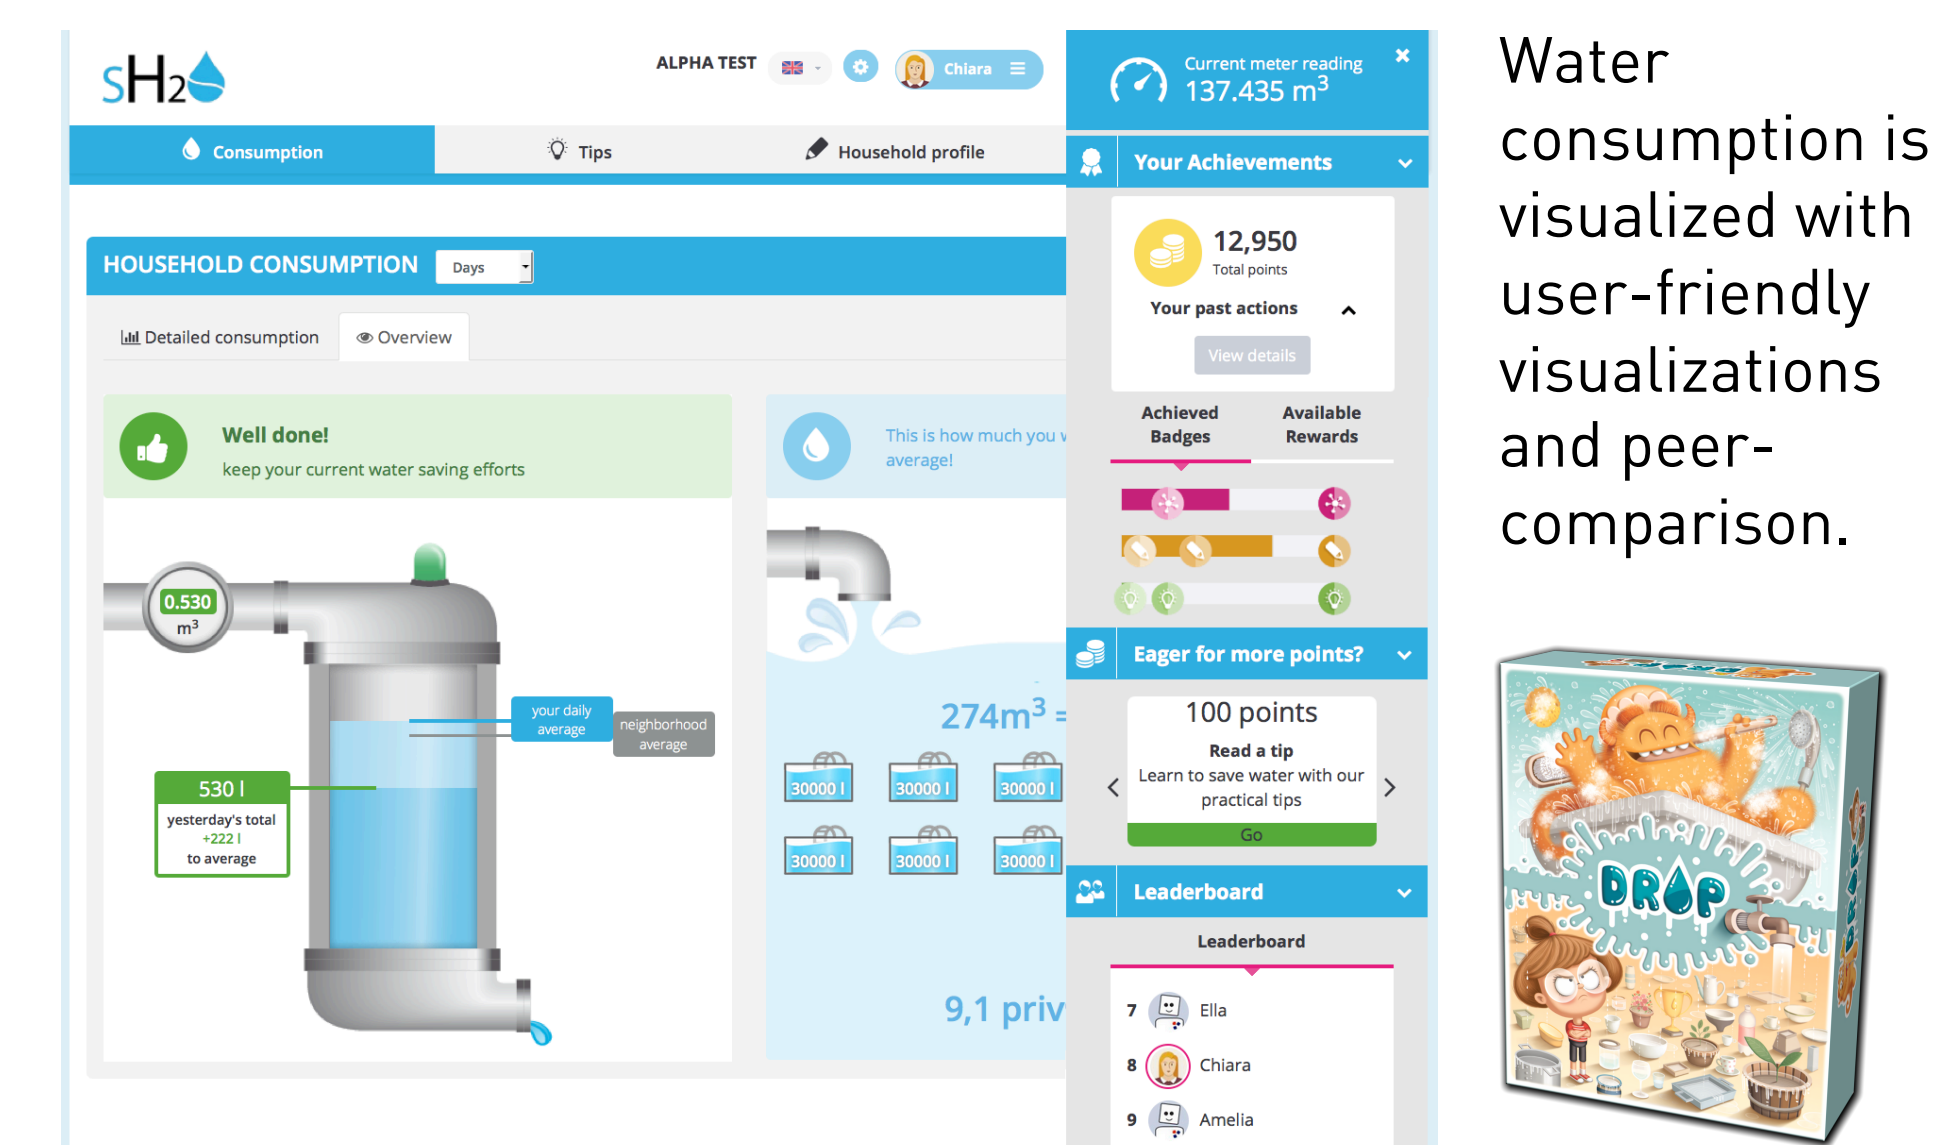 sH2
ALPHA TEST
Chiara
Consumption
Tips
Household profile
HOUSEHOLD CONSUMPTION
Days
Detailed consumption
Overview
Well done!
keep your current water saving efforts
0.530
m³
your daily
average
neighborhood
average
530 l
yesterday's total
+222 l
to average
This is how much you
average!
274m³ =
30000 l
30000 l
30000 l
30000 l
30000 l
30000 l
9,1 priv
Current meter reading
137.435 m³
Your Achievements
12,950
Total points
Your past actions
View details
Achieved
Badges
Available
Rewards
Eager for more points?
100 points
Read a tip
Learn to save water with our
practical tips
Go
Leaderboard
Leaderboard
7 Ella
8 Chiara
9 Amelia
Water
consumption is
visualized with
user-friendly
visualizations
and peer-
comparison.
DROP
DROP
DROP